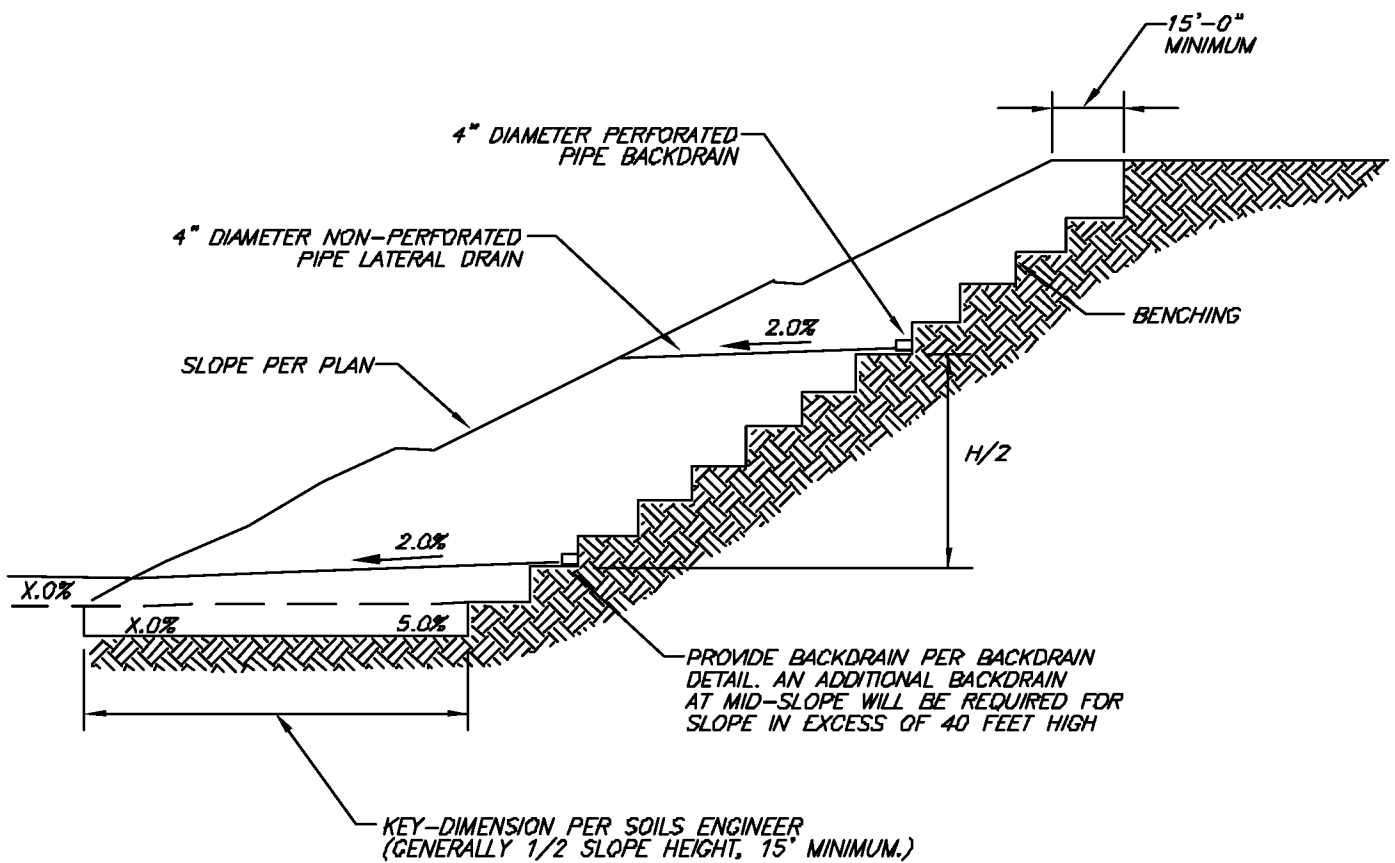 15'-0"
MINIMUM
4" DIAMETER PERFORATED
PIPE BACKDRAIN
4" DIAMETER NON-PERFORATED
PIPE LATERAL DRAIN
BENCHING
2.0%
SLOPE PER PLAN
H/2
2.0%
X.0%
X.0%
5.0%
PROVIDE BACKDRAIN PER BACKDRAIN
DETAIL. AN ADDITIONAL BACKDRAIN
AT MID-SLOPE WILL BE REQUIRED FOR
SLOPE IN EXCESS OF 40 FEET HIGH
KEY-DIMENSION PER SOILS ENGINEER
(GENERALLY 1/2 SLOPE HEIGHT, 15' MINIMUM.)